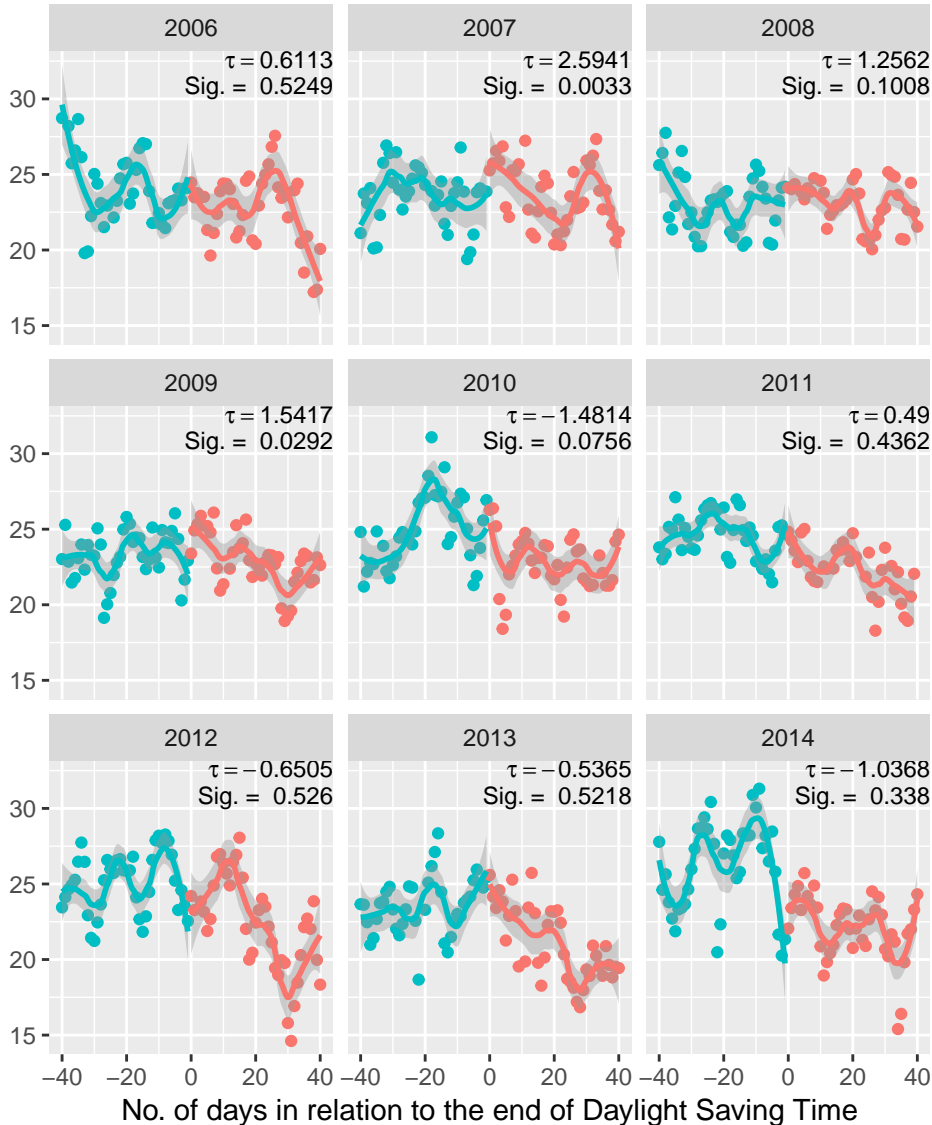 2006 2007 2008
τ = 0.6113 τ = 2.5941 τ = 1.2562
Sig. = 0.5249 Sig. = 0.0033 Sig. = 0.1008
30
25
20
15
2009 2010 2011
τ = 1.5417 τ = −1.4814 τ = 0.49
Sig. = 0.0292 Sig. = 0.0756 Sig. = 0.4362
30
25
20
15
2012 2013 2014
τ = −0.6505 τ = −0.5365 τ = −1.0368
Sig. = 0.526 Sig. = 0.5218 Sig. = 0.338
30
25
20
15
−40 −20 0 20 40 −40 −20 0 20 40 −40 −20 0 20 40
No. of days in relation to the end of Daylight Saving Time